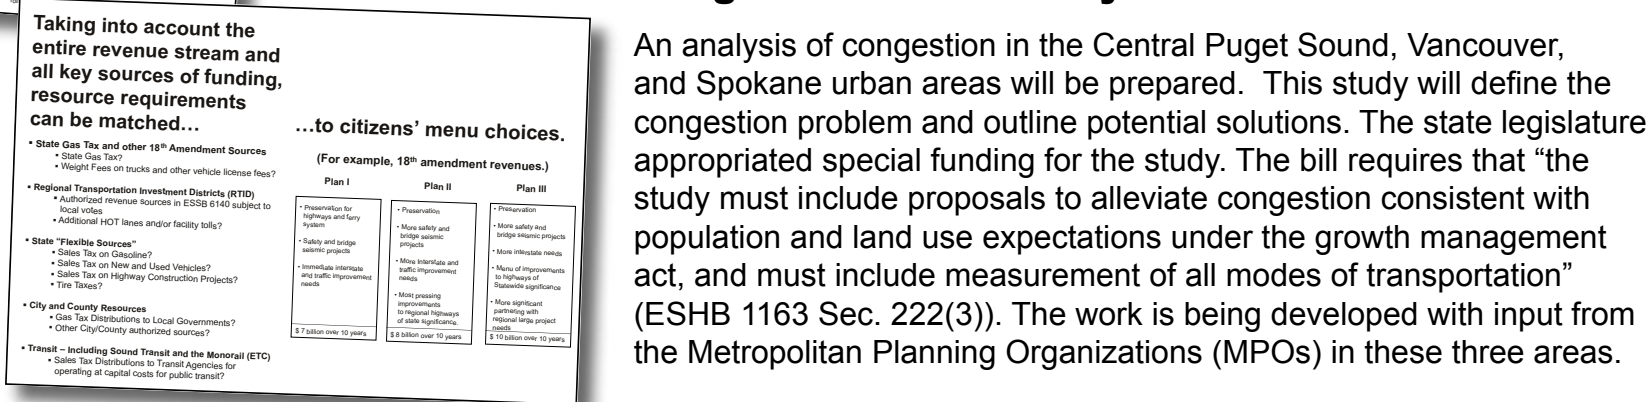 Taking into account the
entire revenue stream and
all key sources of funding,
resource requirements
can be matched…
▪ State Gas Tax and other 18th Amendment Sources
▪ State Gas Tax?
▪ Weight Fees on trucks and other vehicle license fees?
▪ Regional Transportation Investment Districts (RTID)
▪ Authorized revenue sources in ESSB 6140 subject to
local votes
▪ Additional HOT lanes and/or facility tolls?
▪ State "Flexible Sources"
▪ Sales Tax on Gasoline?
▪ Sales Tax on New and Used Vehicles?
▪ Sales Tax on Highway Construction Projects?
▪ Tire Taxes?
▪ City and County Resources
▪ Gas Tax Distributions to Local Governments?
▪ Other City/County authorized sources?
▪ Transit – Including Sound Transit and the Monorail (ETC)
▪ Sales Tax Distributions to Transit Agencies for
operating at capital costs for public transit?
…to citizens' menu choices.
(For example, 18th amendment revenues.)
Plan I
• Preservation for
highways and ferry
system
• Safety and bridge
seismic projects
• Immediate interstate
and traffic improvement
needs
$ 7 billion over 10 years
Plan II
• Preservation
• More safety and
bridge seismic
projects
• More Interstate and
traffic improvement
needs
• Most pressing
improvements
to regional highways
of state significance.
$ 8 billion over 10 years
Plan III
• Preservation
• More safety and
bridge seismic projects
• More interstate needs
• Menu of improvements
to highways of
Statewide significance
• More significant
partnering with
regional large project
needs
$ 10 billion over 10 years
An analysis of congestion in the Central Puget Sound, Vancouver,
and Spokane urban areas will be prepared.  This study will define the
congestion problem and outline potential solutions. The state legislature
appropriated special funding for the study. The bill requires that “the
study must include proposals to alleviate congestion consistent with
population and land use expectations under the growth management
act, and must include measurement of all modes of transportation”
(ESHB 1163 Sec. 222(3)). The work is being developed with input from
the Metropolitan Planning Organizations (MPOs) in these three areas.